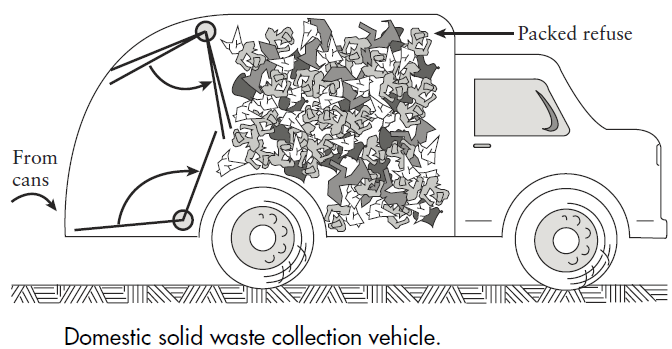 Packed refuse
From
cans
Domestic solid waste collection vehicle.